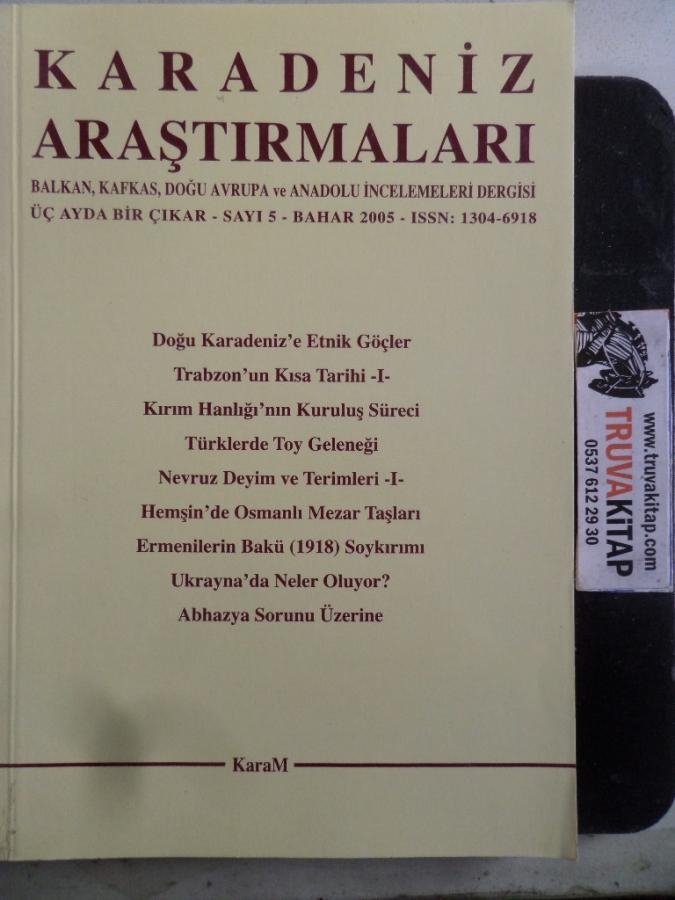 KARADENİZ
ARAŞTIRMALARI
BALKAN, KAFKAS, DOĞU AVRUPA ve ANADOLU İNCELEMELERİ DERGİSİ
ÜÇ AYDA BİR ÇIKAR - SAYI 5 - BAHAR 2005 - ISSN: 1304-6918
Doğu Karadeniz'e Etnik Göçler
Trabzon'un Kısa Tarihi -I-
Kırım Hanlığı'nın Kuruluş Süreci
Türklerde Toy Geleneği
Nevruz Deyim ve Terimleri -I-
Hemşin'de Osmanlı Mezar Taşları
Ermenilerin Bakü (1918) Soykırımı
Ukrayna'da Neler Oluyor?
Abhazya Sorunu Üzerine
KaraM
www.truvakitap.com
TRUVAKiTAP
0537 612 29 30